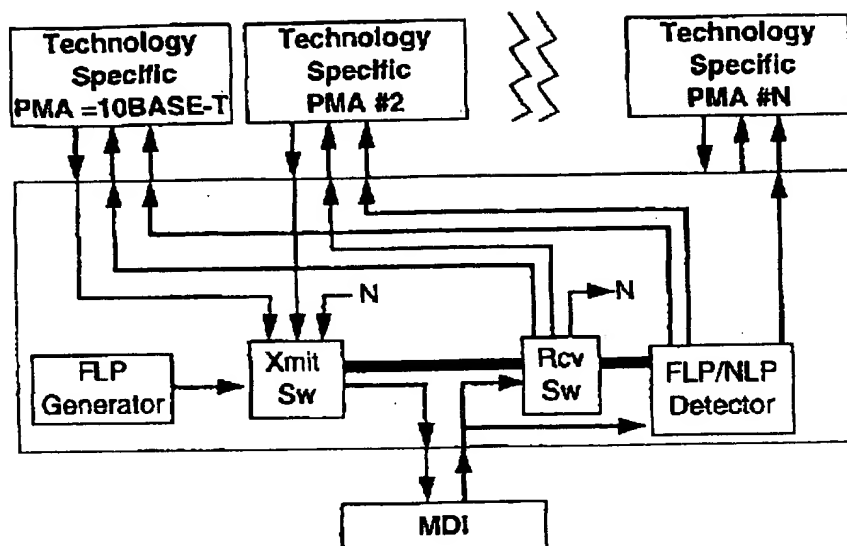 Technology
Specific
PMA =10BASE-T
Technology
Specific
PMA #2
Technology
Specific
PMA #N
N
N
FLP
Generator
Xmit
Sw
Rcv
Sw
FLP/NLP
Detector
MDI